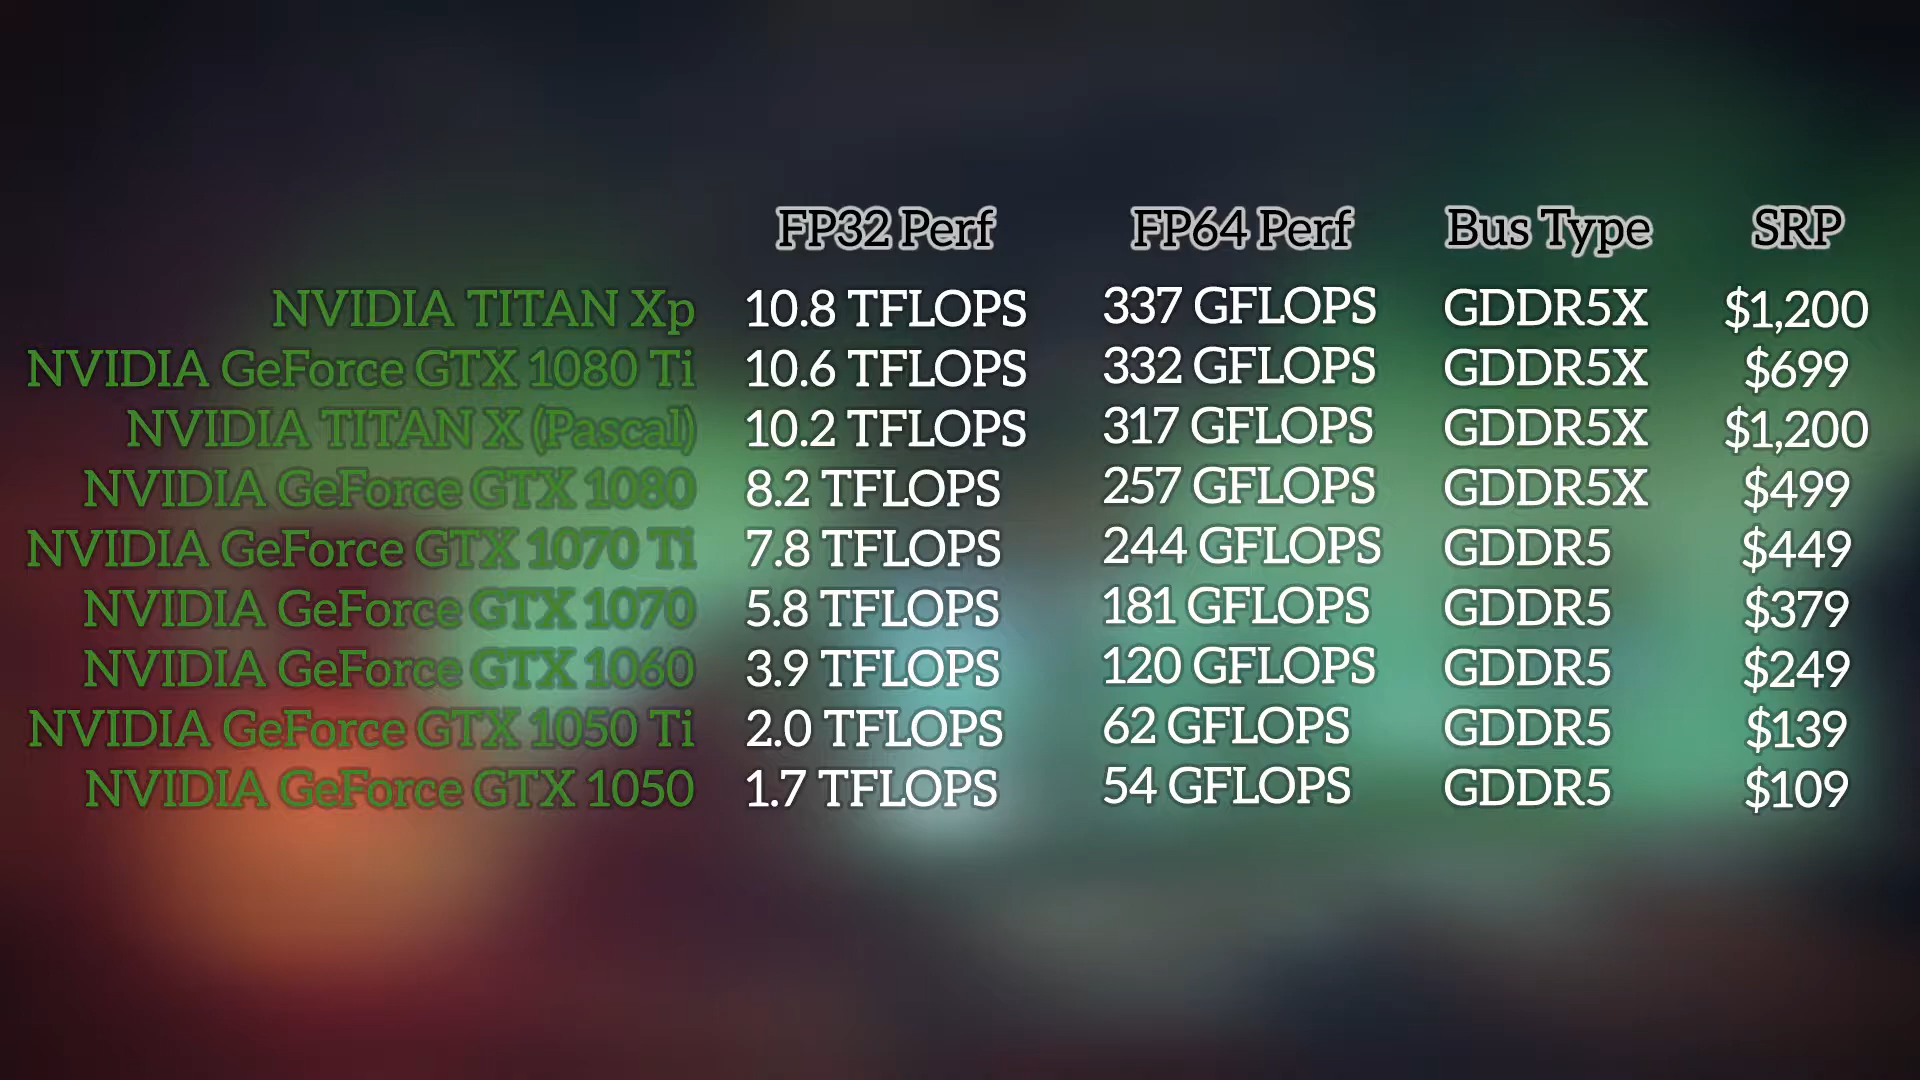 FP32 Perf FP64 Perf Bus Type SRP
NVIDIA TITAN Xp 10.8 TFLOPS 337 GFLOPS GDDR5X $1,200
NVIDIA GeForce GTX 1080 Ti 10.6 TFLOPS 332 GFLOPS GDDR5X $699
NVIDIA TITAN X (Pascal) 10.2 TFLOPS 317 GFLOPS GDDR5X $1,200
NVIDIA GeForce GTX 1080 8.2 TFLOPS 257 GFLOPS GDDR5X $499
NVIDIA GeForce GTX 1070 Ti 7.8 TFLOPS 244 GFLOPS GDDR5 $449
NVIDIA GeForce GTX 1070 5.8 TFLOPS 181 GFLOPS GDDR5 $379
NVIDIA GeForce GTX 1060 3.9 TFLOPS 120 GFLOPS GDDR5 $249
NVIDIA GeForce GTX 1050 Ti 2.0 TFLOPS 62 GFLOPS GDDR5 $139
NVIDIA GeForce GTX 1050 1.7 TFLOPS 54 GFLOPS GDDR5 $109